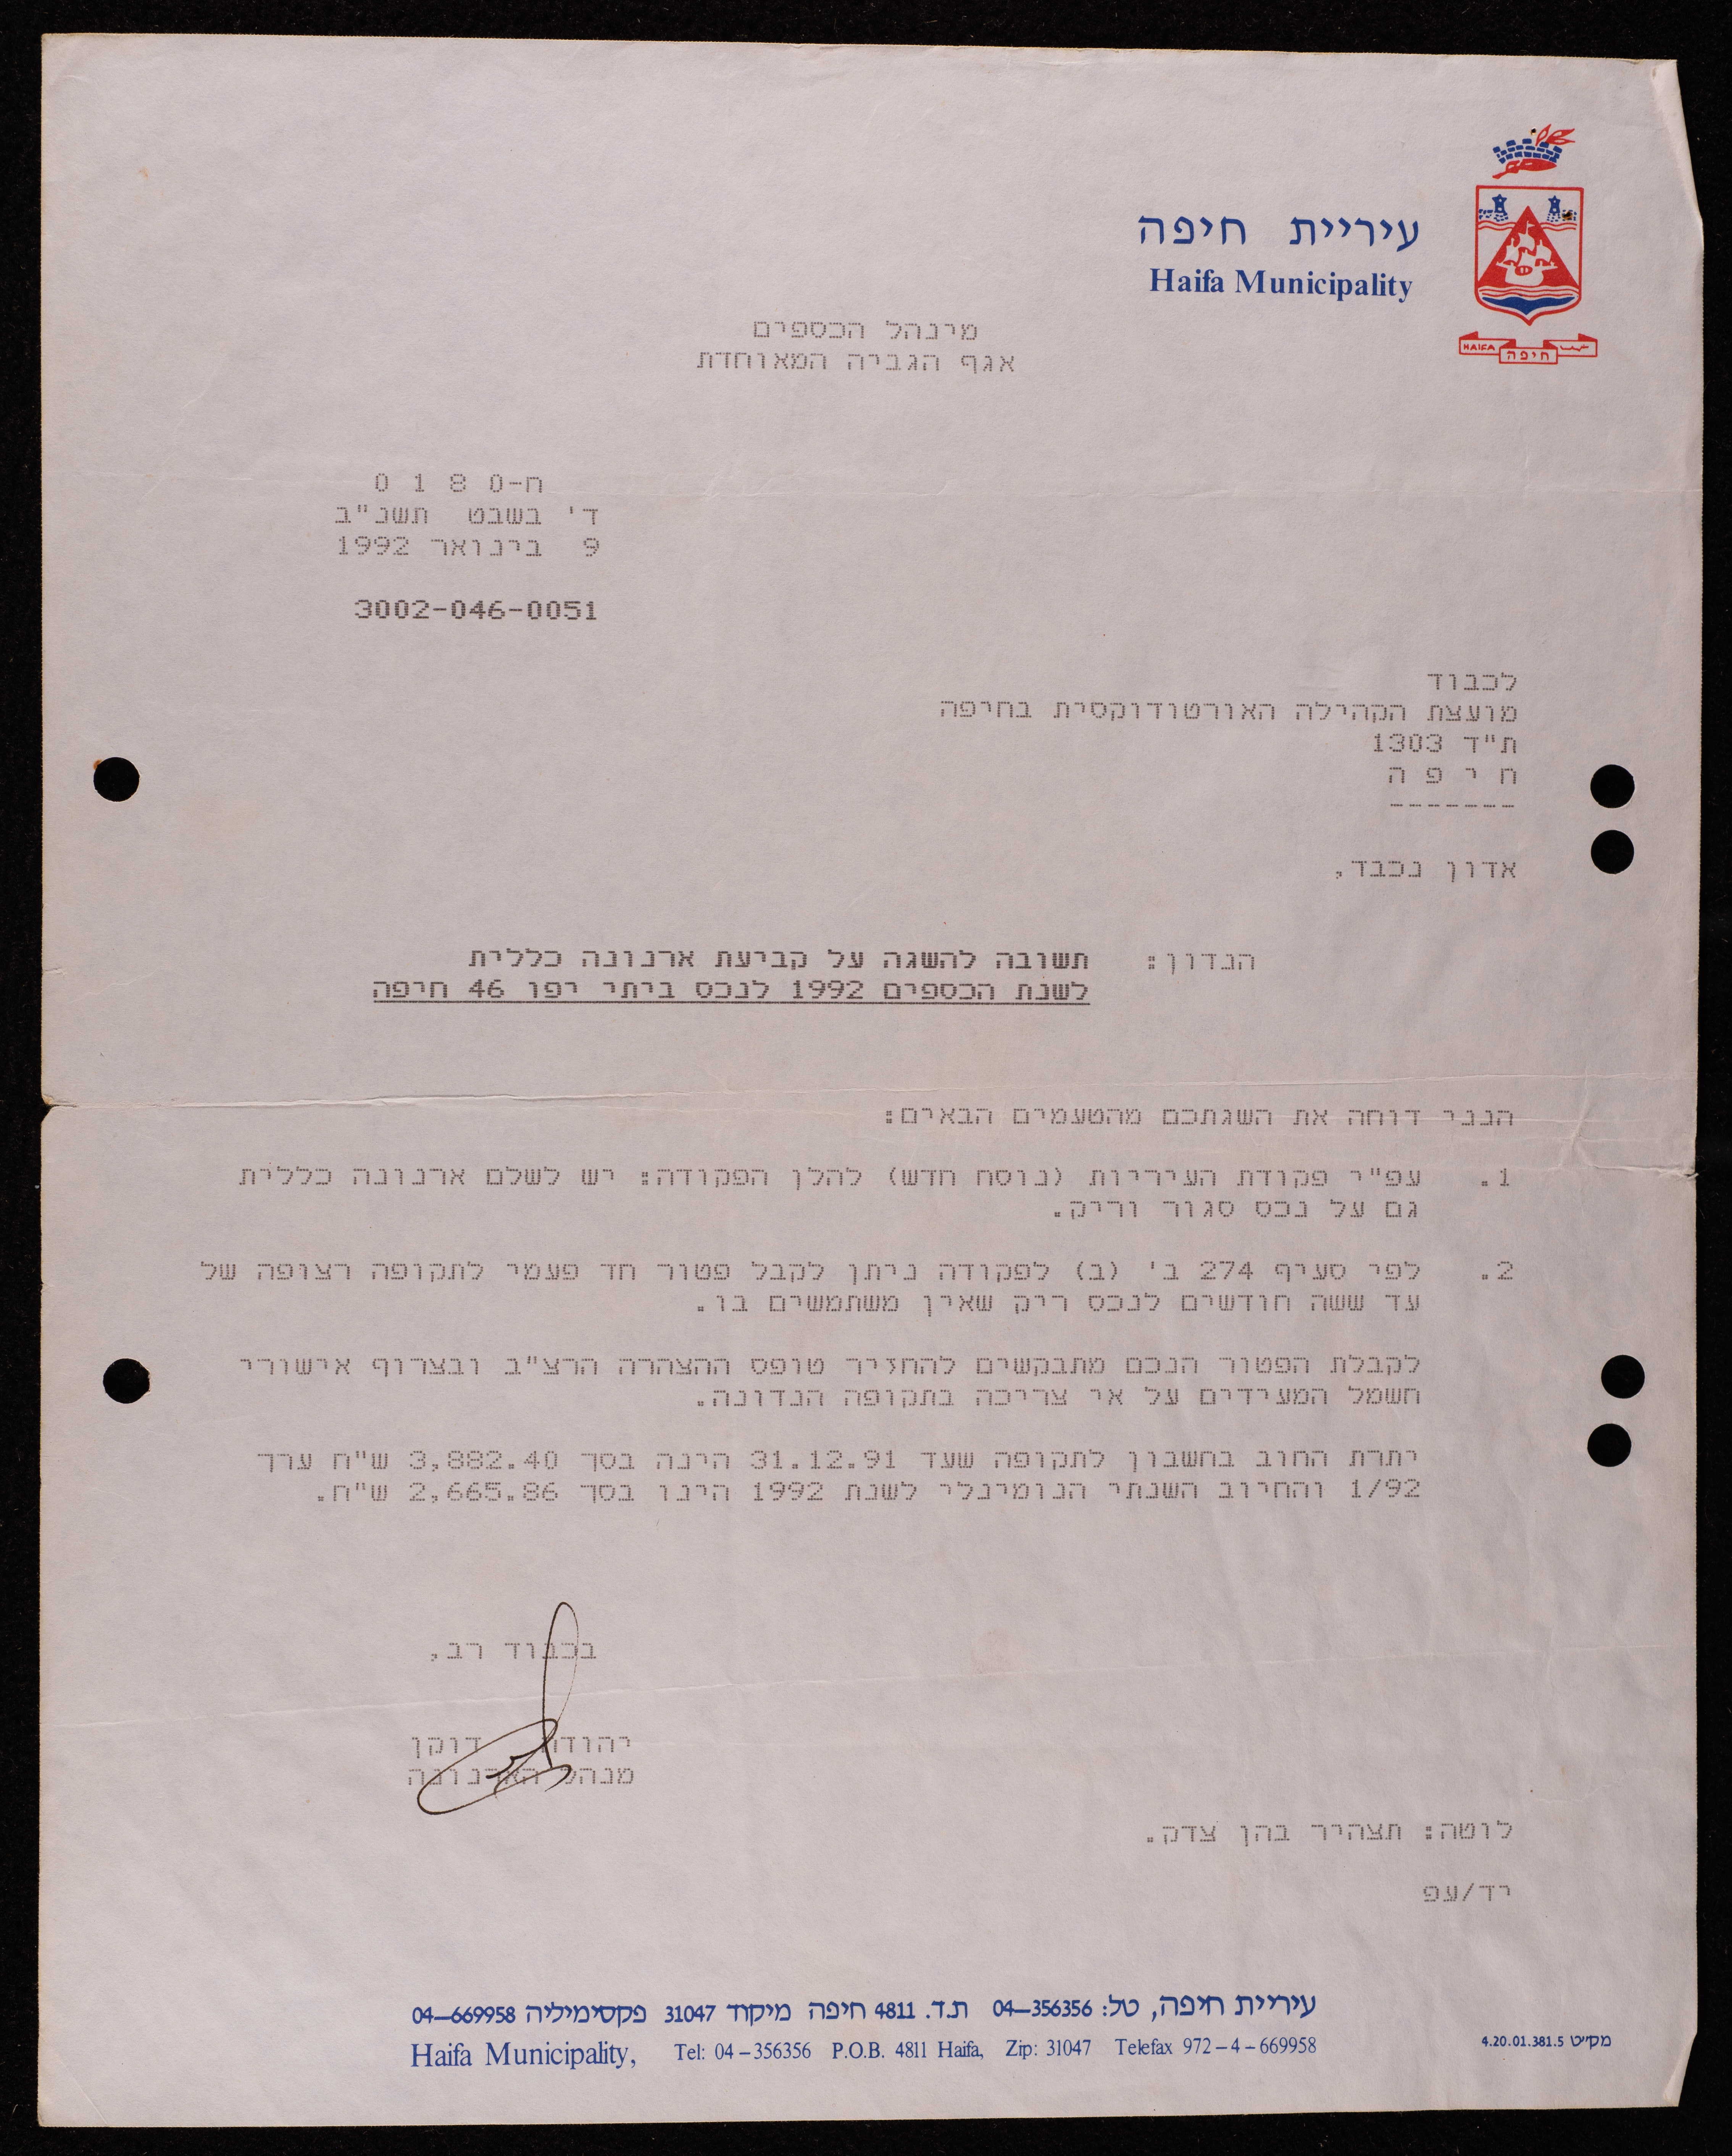 עיריית חיפה
Haifa Municipality
HAIFA חיפה حيفا
מינהל הכספים
אגף הגביה המאוחדת
ח-0 8 1 0
ד' בשבט תשנ"ב
9 בינואר 1992
3002-046-0051
לכבוד
מועצת הקהילה האורטודוקסית בחיפה
ת"ד 1303
ח י פ ה
-------
אדון נכבד,
הנדון: תשובה להשגה על קביעת ארנונה כללית
לשנת הכספים 1992 לנכס ביתי יפו 46 חיפה
הנני דוחה את השגתכם מהטעמים הבאים:
1. עפ"י פקודת העיריות (נוסח חדש) להלן הפקודה: יש לשלם ארנונה כללית
גם על נכס סגור וריק.
2. לפי סעיף 274 ב' (ב) לפקודה ניתן לקבל פטור חד פעמי לתקופה רצופה של
עד ששה חודשים לנכס ריק שאין משתמשים בו.
לקבלת הפטור הנכם מתבקשים להחזיר טופס ההצהרה הרצ"ב ובצרוף אישורי
חשמל המעידים על אי צריכה בתקופה הנדונה.
יתרת החוב בחשבון לתקופה שעד 31.12.91 הינה בסך 3,882.40 ש"ח ערך
1/92 והחיוב השנתי הנומינלי לשנת 1992 הינו בסך 2,665.86 ש"ח.
בכבוד רב,
יהודה דוקן
מנהל הארנונה
לוטה: תצהיר בהן צדק.
יד/עפ
עיריית חיפה, טל: 04-356356 ת.ד. 4811 חיפה מיקוד 31047 פקסימיליה 04-669958
Haifa Municipality, Tel: 04-356356 P.O.B. 4811 Haifa, Zip: 31047 Telefax 972-4-669958
מק״ט 4.20.01.381.5